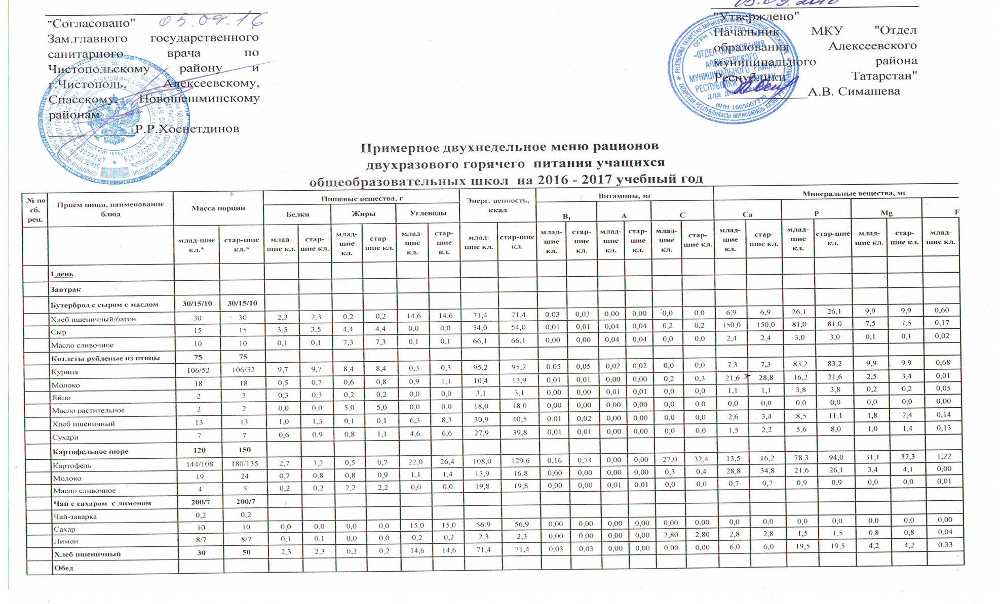 "Согласовано" 05.09.16
Зам.главного государственного
санитарного врача по
Чистопольскому району и
г.Чистополь, Алексеевскому,
Спасскому, Новошешминскому
районам
Р.Р.Хоснетдинов
"Утверждено"
Начальник МКУ "Отдел
образования Алексеевского
муниципального района
Республики Татарстан"
А.В. Симашева
«ОТДЕЛ ОБРАЗОВАНИЯ
АЛЕКСЕЕВСКОГО
МУНИЦИПАЛЬНОГО РАЙОНА
РЕСПУБЛИКИ ТАТАРСТАН»
ИНН 1605007370
Примерное двухнедельное меню рационов
двухразового горячего питания учащихся
общеобразовательных школ на 2016 - 2017 учебный год
№ по сб. рец. Приём пищи, наименование блюд Масса порции Пищевые вещества, г Энерг. ценность, ккал Витамины, мг Минеральные вещества, мг
Белки Жиры Углеводы B1 A C Ca P Mg F
млад-шие кл.* стар-шие кл.* млад-шие кл. стар-шие кл. млад-шие кл. стар-шие кл. млад-шие кл. стар-шие кл. млад-шие кл. стар-шие кл. млад-шие кл. стар-шие кл. млад-шие кл. стар-шие кл. млад-шие кл. стар-шие кл. млад-шие кл. стар-шие кл. млад-шие кл. стар-шие кл. млад-шие кл. стар-шие кл. млад-шие кл.
1 день
Завтрак
Бутерброд с сыром с маслом 30/15/10 30/15/10
Хлеб пшеничный/батон 30 30 2,3 2,3 0,2 0,2 14,6 14,6 71,4 71,4 0,03 0,03 0,00 0,00 0,0 0,0 6,9 6,9 26,1 26,1 9,9 9,9 0,60
Сыр 15 15 3,5 3,5 4,4 4,4 0,0 0,0 54,0 54,0 0,01 0,01 0,04 0,04 0,2 0,2 150,0 150,0 81,0 81,0 7,5 7,5 0,17
Масло сливочное 10 10 0,1 0,1 7,3 7,3 0,1 0,1 66,1 66,1 0,00 0,00 0,04 0,04 0,0 0,0 2,4 2,4 3,0 3,0 0,1 0,1 0,02
Котлеты рубленые из птицы 75 75
Курица 106/52 106/52 9,7 9,7 8,4 8,4 0,3 0,3 95,2 95,2 0,05 0,05 0,02 0,02 0,0 0,0 7,3 7,3 83,2 83,2 9,9 9,9 0,68
Молоко 18 18 0,5 0,7 0,6 0,8 0,9 1,1 10,4 13,9 0,01 0,01 0,00 0,00 0,2 0,3 21,6 28,8 16,2 21,6 2,5 3,4 0,01
Яйцо 2 2 0,3 0,3 0,2 0,2 0,0 0,0 3,1 3,1 0,00 0,00 0,01 0,01 0,0 0,0 1,1 1,1 3,8 3,8 0,2 0,2 0,05
Масло растительное 2 2 0,0 0,0 5,0 5,0 0,0 0,0 18,0 18,0 0,00 0,00 0,00 0,00 0,0 0,0 0,0 0,0 0,0 0,0 0,0 0,0 0,00
Хлеб пшеничный 13 13 1,0 1,3 0,1 0,1 6,3 8,3 30,9 40,5 0,01 0,02 0,00 0,00 0,0 0,0 2,6 3,4 8,5 11,1 1,8 2,4 0,14
Сухари 7 7 0,6 0,9 0,8 1,1 4,6 6,6 27,9 39,8 0,01 0,01 0,00 0,00 0,0 0,0 1,5 2,2 5,6 8,0 1,0 1,4 0,13
Картофельное пюре 120 150
Картофель 144/108 180/135 2,7 3,2 0,5 0,7 22,0 26,4 108,0 129,6 0,16 0,74 0,00 0,00 27,0 32,4 13,5 16,2 78,3 94,0 31,1 37,3 1,22
Молоко 19 24 0,7 0,8 0,8 0,9 1,1 1,4 13,9 16,8 0,00 0,00 0,00 0,00 0,3 0,4 28,8 34,8 21,6 26,1 3,4 4,1 0,00
Масло сливочное 4 5 0,2 0,2 2,2 2,2 0,0 0,0 19,8 19,8 0,00 0,00 0,01 0,01 0,0 0,0 0,7 0,7 0,9 0,9 0,0 0,0 0,01
Чай с сахаром с лимоном 200/7 200/7
Чай-заварка 0,2 0,2
Сахар 10 10 0,0 0,0 0,0 0,0 15,0 15,0 56,9 56,9 0,00 0,00 0,00 0,00 0,00 0,00 0,0 0,0 0,0 0,0 0,0 0,0 0,00
Лимон 8/7 8/7 0,1 0,1 0,0 0,0 0,2 0,2 2,3 2,3 0,00 0,00 0,00 0,00 2,80 2,80 2,8 2,8 1,5 1,5 0,8 0,8 0,04
Хлеб пшеничный 30 50 2,3 2,3 0,2 0,2 14,6 14,6 71,4 71,4 0,03 0,03 0,00 0,00 0,00 0,00 6,0 6,0 19,5 19,5 4,2 4,2 0,33
Обед